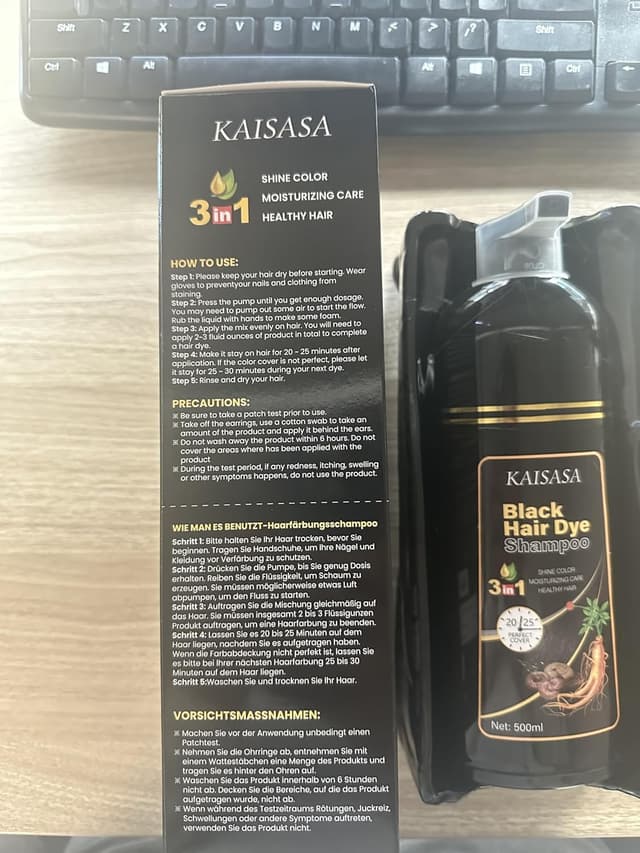 Shift Z X C V B N M < > ?/ Shift
Ctrl Alt Alt Ctrl
KAISASA
3in1
SHINE COLOR
MOISTURIZING CARE
HEALTHY HAIR
HOW TO USE:
Step 1: Please keep your hair dry before starting. Wear
gloves to preventyour nails and clothing from
staining.
Step 2: Press the pump until you get enough dosage.
You may need to pump out some air to start the flow.
Rub the liquid with hands to make some foam.
Step 3: Apply the mix evenly on hair. You will need to
apply 2-3 fluid ounces of product in total to complete
a hair dye.
Step 4: Make it stay on hair for 20 - 25 minutes after
application. If the color cover is not perfect, please let
it stay for 25 - 30 minutes during your next dye.
Step 5: Rinse and dry your hair.
PRECAUTIONS:
※ Be sure to take a patch test prior to use.
※ Take off the earrings, use a cotton swab to take an
amount of the product and apply it behind the ears.
※ Do not wash away the product within 6 hours. Do not
cover the areas where has been applied with the
product
※ During the test period, if any redness, itching, swelling
or other symptoms happens, do not use the product.
WIE MAN ES BENUTZT-Haarfärbungsschampoo
Schritt 1: Bitte halten Sie Ihr Haar trocken, bevor Sie
beginnen. Tragen Sie Handschuhe, um Ihre Nägel und
Kleidung vor Verfärbung zu schützen.
Schritt 2: Drücken Sie die Pumpe, bis Sie genug Dosis
erhalten. Reiben Sie die Flüssigkeit, um Schaum zu
erzeugen. Sie müssen möglicherweise etwas Luft
abpumpen, um den Fluss zu starten.
Schritt 3: Auftragen Sie die Mischung gleichmäßig auf
das Haar. Sie müssen insgesamt 2 bis 3 Flüssigunzen
Produkt auftragen, um eine Haarfärbung zu beenden.
Schritt 4: Lassen Sie es 20 bis 25 Minuten auf dem
Haar liegen, nachdem Sie es aufgetragen haben.
Wenn die Farbabdeckung nicht perfekt ist, lassen Sie
es bitte bei Ihrer nächsten Haarfärbung 25 bis 30
Minuten auf dem Haar liegen.
Schritt 5:Waschen Sie und trocknen Sie Ihr Haar.
VORSICHTSMASSNAHMEN:
※ Machen Sie vor der Anwendung unbedingt einen
Patchtest.
※ Nehmen Sie die Ohrringe ab, entnehmen Sie mit
einem Wattestäbchen eine Menge des Produkts und
tragen Sie es hinter den Ohren auf.
※ Waschen Sie das Produkt innerhalb von 6 Stunden
nicht ab. Decken Sie die Bereiche, auf die das Produkt
aufgetragen wurde, nicht ab.
※ Wenn während des Testzeitraums Rötungen, Juckreiz,
Schwellungen oder andere Symptome auftreten,
verwenden Sie das Produkt nicht.
KAISASA
Black
Hair Dye
Shampoo
3in1
SHINE COLOR
MOISTURIZING CARE
HEALTHY HAIR
20 25"
PERFECT
COVER
Net: 500ml